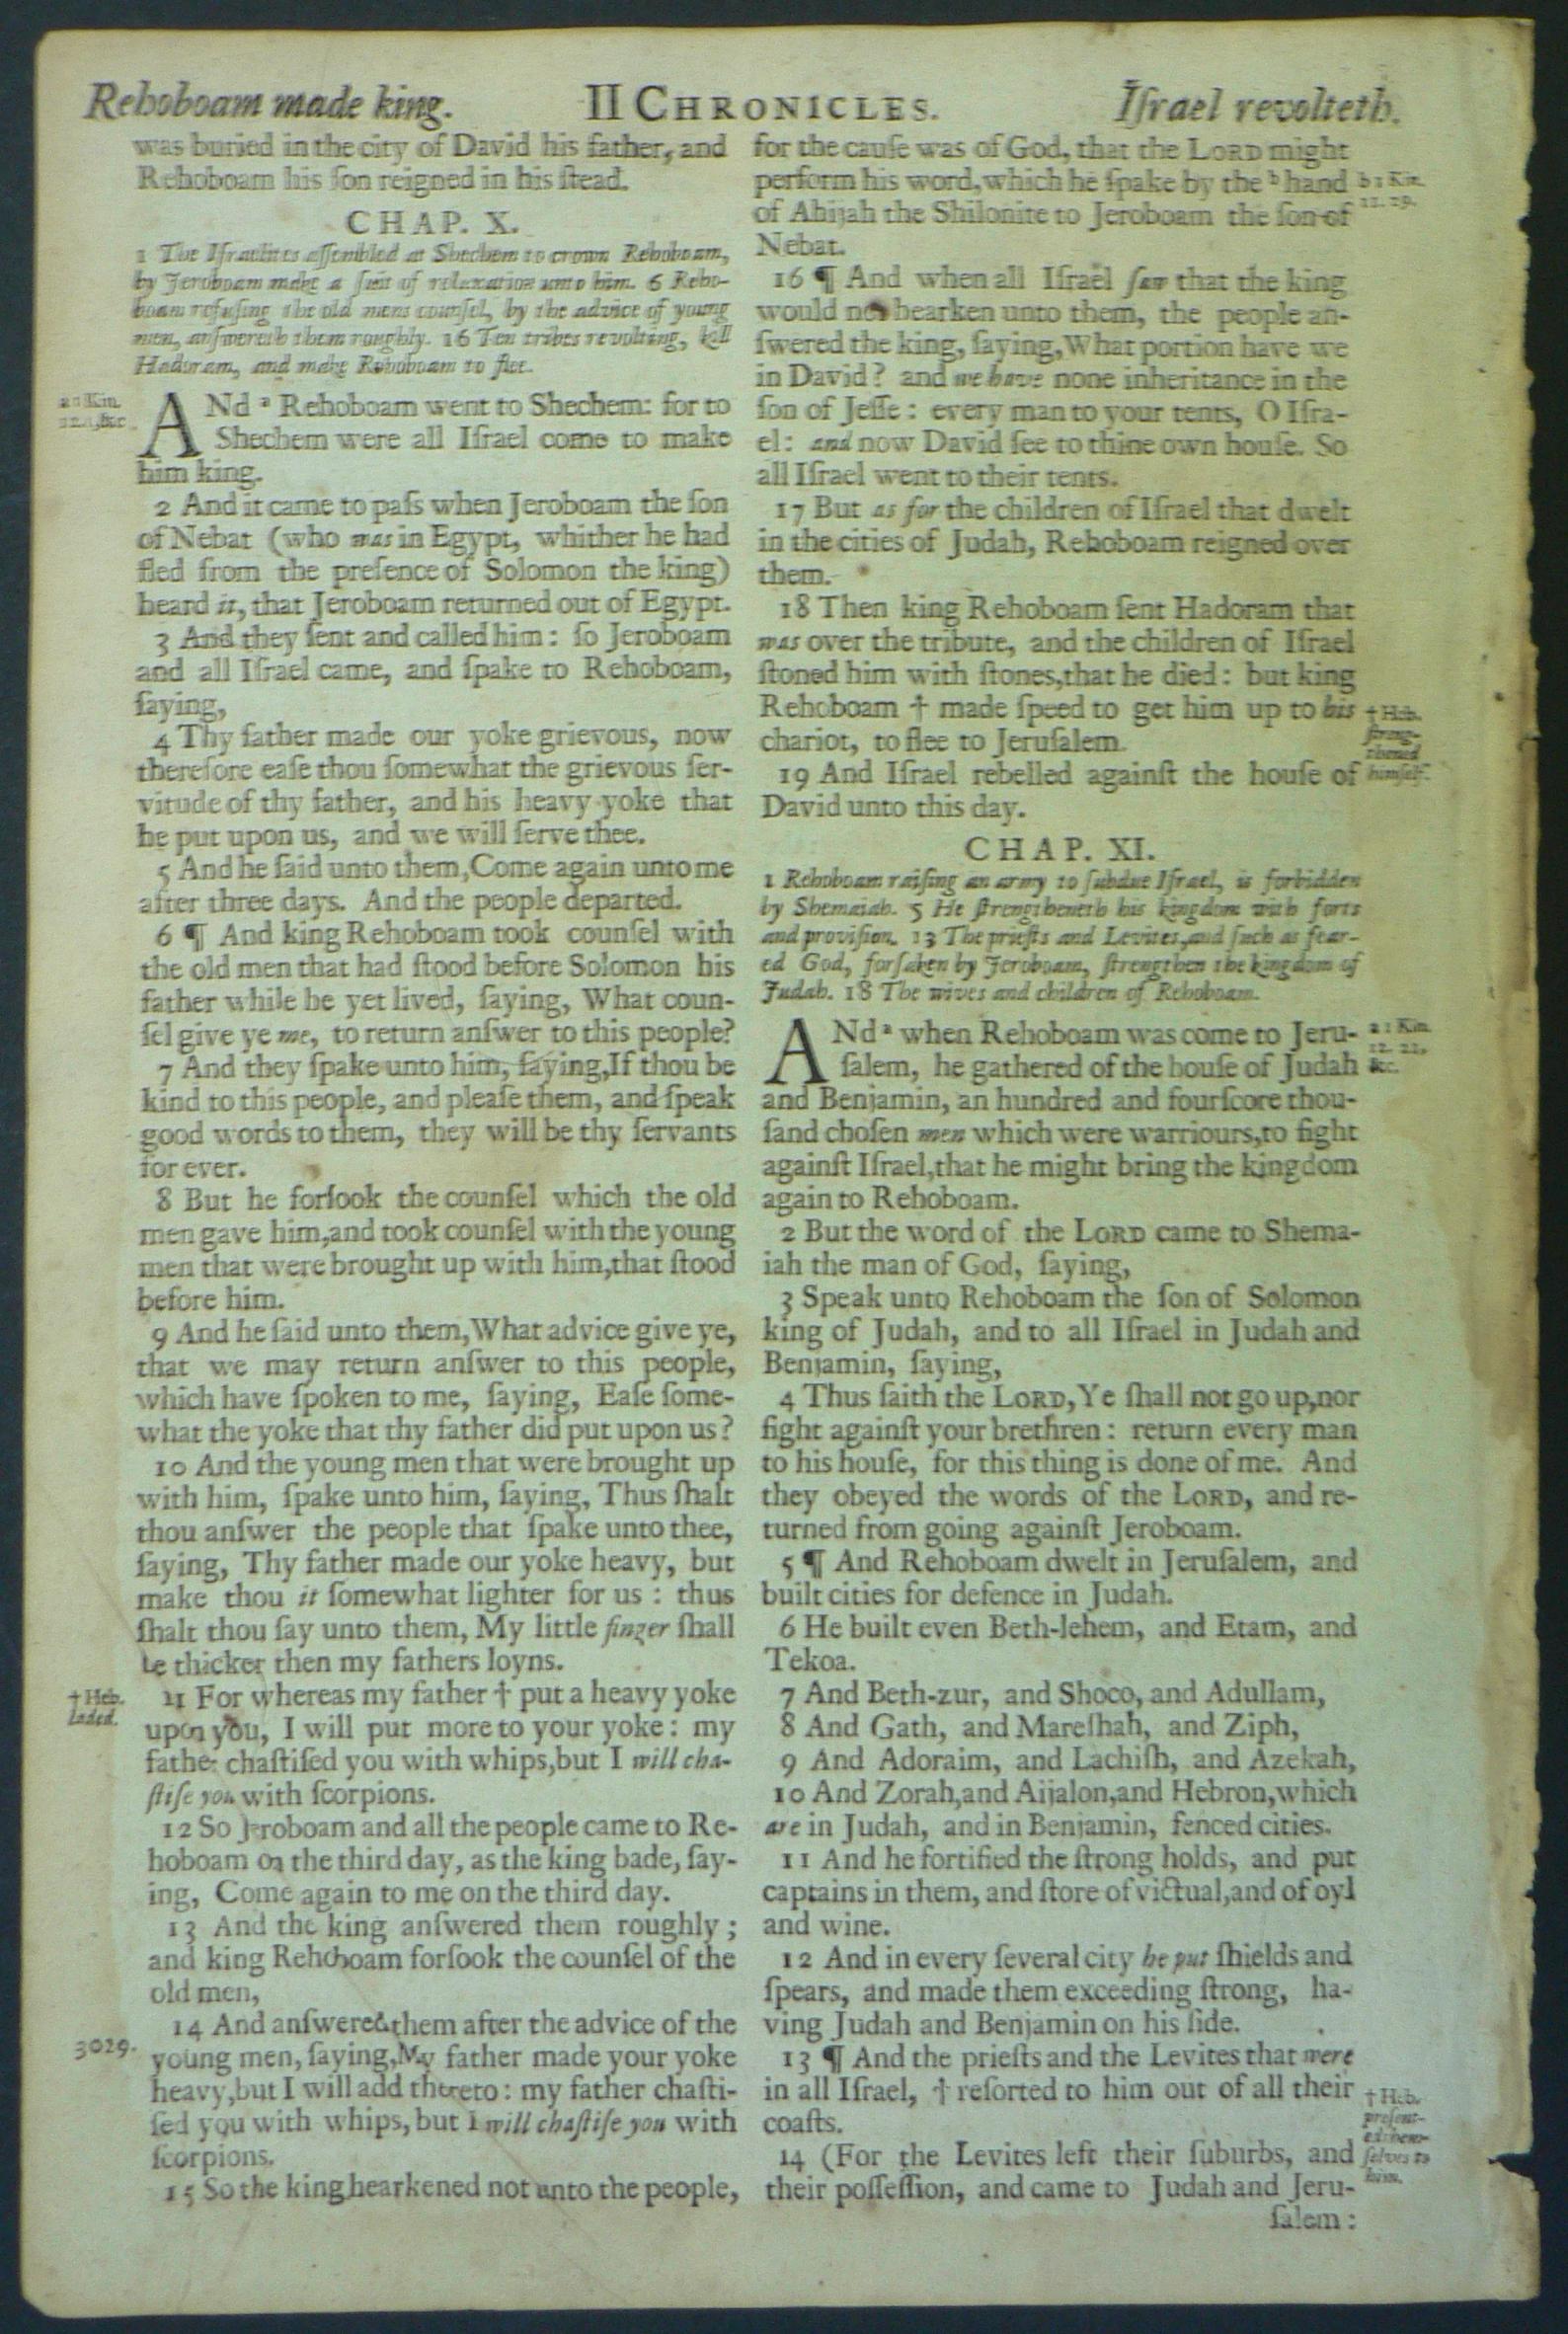 Rehoboam made king. II CHRONICLES. Iſrael revolteth.
was buried in the city of David his father, and
Rehoboam his ſon reigned in his ſtead.
CHAP. X.
1 The Iſraelites aſſembled at Shechem to crown Rehoboam,
by Jeroboam make a ſuit of relaxation unto him. 6 Reho-
boam refuſing the old mens counſel, by the advice of young
men, anſwereth them roughly. 16 Ten tribes revolting, kill
Hadoram, and make Rehoboam to flee.
a 1 Kin.
12. 1, &c.
ANd a Rehoboam went to Shechem: for to
Shechem were all Iſrael come to make
him king.
2 And it came to paſs when Jeroboam the ſon
of Nebat (who was in Egypt, whither he had
fled from the preſence of Solomon the king)
heard it, that Jeroboam returned out of Egypt.
3 And they ſent and called him: ſo Jeroboam
and all Iſrael came, and ſpake to Rehoboam,
ſaying,
4 Thy father made our yoke grievous, now
therefore eaſe thou ſomewhat the grievous ſer-
vitude of thy father, and his heavy yoke that
he put upon us, and we will ſerve thee.
5 And he ſaid unto them, Come again unto me
after three days. And the people departed.
6 ¶ And king Rehoboam took counſel with
the old men that had ſtood before Solomon his
father while he yet lived, ſaying, What coun-
ſel give ye me, to return anſwer to this people?
7 And they ſpake unto him, ſaying, If thou be
kind to this people, and pleaſe them, and ſpeak
good words to them, they will be thy ſervants
for ever.
8 But he forſook the counſel which the old
men gave him, and took counſel with the young
men that were brought up with him, that ſtood
before him.
9 And he ſaid unto them, What advice give ye,
that we may return anſwer to this people,
which have ſpoken to me, ſaying, Eaſe ſome-
what the yoke that thy father did put upon us?
10 And the young men that were brought up
with him, ſpake unto him, ſaying, Thus ſhalt
thou anſwer the people that ſpake unto thee,
ſaying, Thy father made our yoke heavy, but
make thou it ſomewhat lighter for us: thus
ſhalt thou ſay unto them, My little finger ſhall
be thicker then my fathers loyns.
† Heb.
laded.
11 For whereas my father † put a heavy yoke
upon you, I will put more to your yoke: my
father chaſtiſed you with whips, but I will cha-
ſtiſe you with ſcorpions.
12 So Jeroboam and all the people came to Re-
hoboam on the third day, as the king bade, ſay-
ing, Come again to me on the third day.
13 And the king anſwered them roughly;
and king Rehoboam forſook the counſel of the
old men,
3029.
14 And anſwered them after the advice of the
young men, ſaying, My father made your yoke
heavy, but I will add thereto: my father chaſti-
ſed you with whips, but I will chaſtiſe you with
ſcorpions.
15 So the king hearkened not unto the people,
for the cauſe was of God, that the LORD might
perform his word, which he ſpake by the b hand
of Ahijah the Shilonite to Jeroboam the ſon of
Nebat.
b 1 Kin.
11. 29.
16 ¶ And when all Iſrael ſaw that the king
would not hearken unto them, the people an-
ſwered the king, ſaying, What portion have we
in David? and we have none inheritance in the
ſon of Jeſſe: every man to your tents, O Iſra-
el: and now David ſee to thine own houſe. So
all Iſrael went to their tents.
17 But as for the children of Iſrael that dwelt
in the cities of Judah, Rehoboam reigned over
them.
18 Then king Rehoboam ſent Hadoram that
was over the tribute, and the children of Iſrael
ſtoned him with ſtones, that he died: but king
Rehoboam † made ſpeed to get him up to his
chariot, to flee to Jeruſalem.
† Heb.
ſtreng-
thened
himſelf.
19 And Iſrael rebelled againſt the houſe of
David unto this day.
CHAP. XI.
1 Rehoboam raiſing an army to ſubdue Iſrael, is forbidden
by Shemaiah. 5 He ſtrengtheneth his kingdom with forts
and proviſion. 13 The prieſts and Levites, and ſuch as fear-
ed God, forſaken by Jeroboam, ſtrengthen the kingdom of
Judah. 18 The wives and children of Rehoboam.
ANd a when Rehoboam was come to Jeru-
ſalem, he gathered of the houſe of Judah
and Benjamin, an hundred and fourſcore thou-
ſand choſen men which were warriours, to fight
againſt Iſrael, that he might bring the kingdom
again to Rehoboam.
a 1 Kin.
12. 21,
&c.
2 But the word of the LORD came to Shema-
iah the man of God, ſaying,
3 Speak unto Rehoboam the ſon of Solomon
king of Judah, and to all Iſrael in Judah and
Benjamin, ſaying,
4 Thus ſaith the LORD, Ye ſhall not go up, nor
fight againſt your brethren: return every man
to his houſe, for this thing is done of me. And
they obeyed the words of the LORD, and re-
turned from going againſt Jeroboam.
5 ¶ And Rehoboam dwelt in Jeruſalem, and
built cities for defence in Judah.
6 He built even Beth-lehem, and Etam, and
Tekoa.
7 And Beth-zur, and Shoco, and Adullam,
8 And Gath, and Mareſhah, and Ziph,
9 And Adoraim, and Lachiſh, and Azekah,
10 And Zorah, and Aijalon, and Hebron, which
are in Judah, and in Benjamin, fenced cities.
11 And he fortified the ſtrong holds, and put
captains in them, and ſtore of victual, and of oyl
and wine.
12 And in every ſeveral city he put ſhields and
ſpears, and made them exceeding ſtrong, ha-
ving Judah and Benjamin on his ſide.
13 ¶ And the prieſts and the Levites that were
in all Iſrael, † reſorted to him out of all their
coaſts.
† Heb.
preſent-
ed them-
ſelves to
him.
14 (For the Levites left their ſuburbs, and
their poſſeſſion, and came to Judah and Jeru-
ſalem: